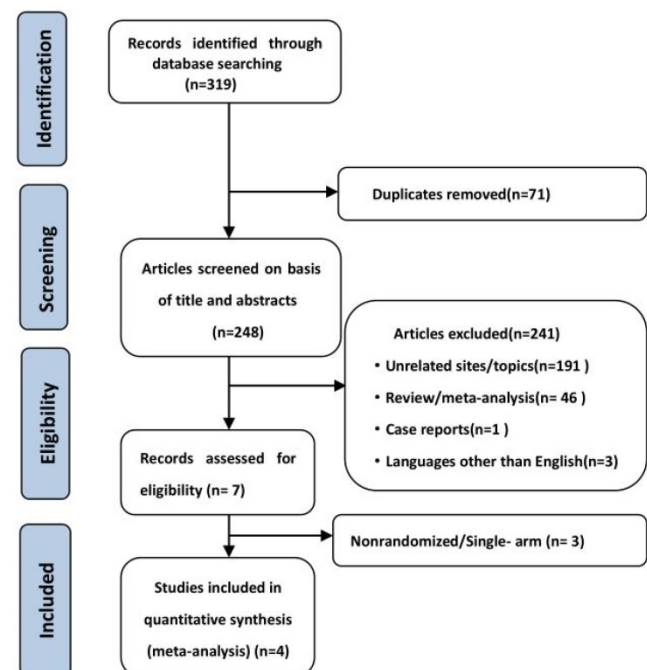 Identification
Records identified through
database searching
(n=319)
Duplicates removed(n=71)
Screening
Articles screened on basis
of title and abstracts
(n=248)
Articles excluded(n=241)
• Unrelated sites/topics(n=191 )
• Review/meta-analysis(n= 46 )
• Case reports(n=1 )
• Languages other than English(n=3)
Eligibility
Records assessed for
eligibility (n= 7)
Nonrandomized/Single- arm (n= 3)
Included
Studies included in
quantitative synthesis
(meta-analysis) (n=4)